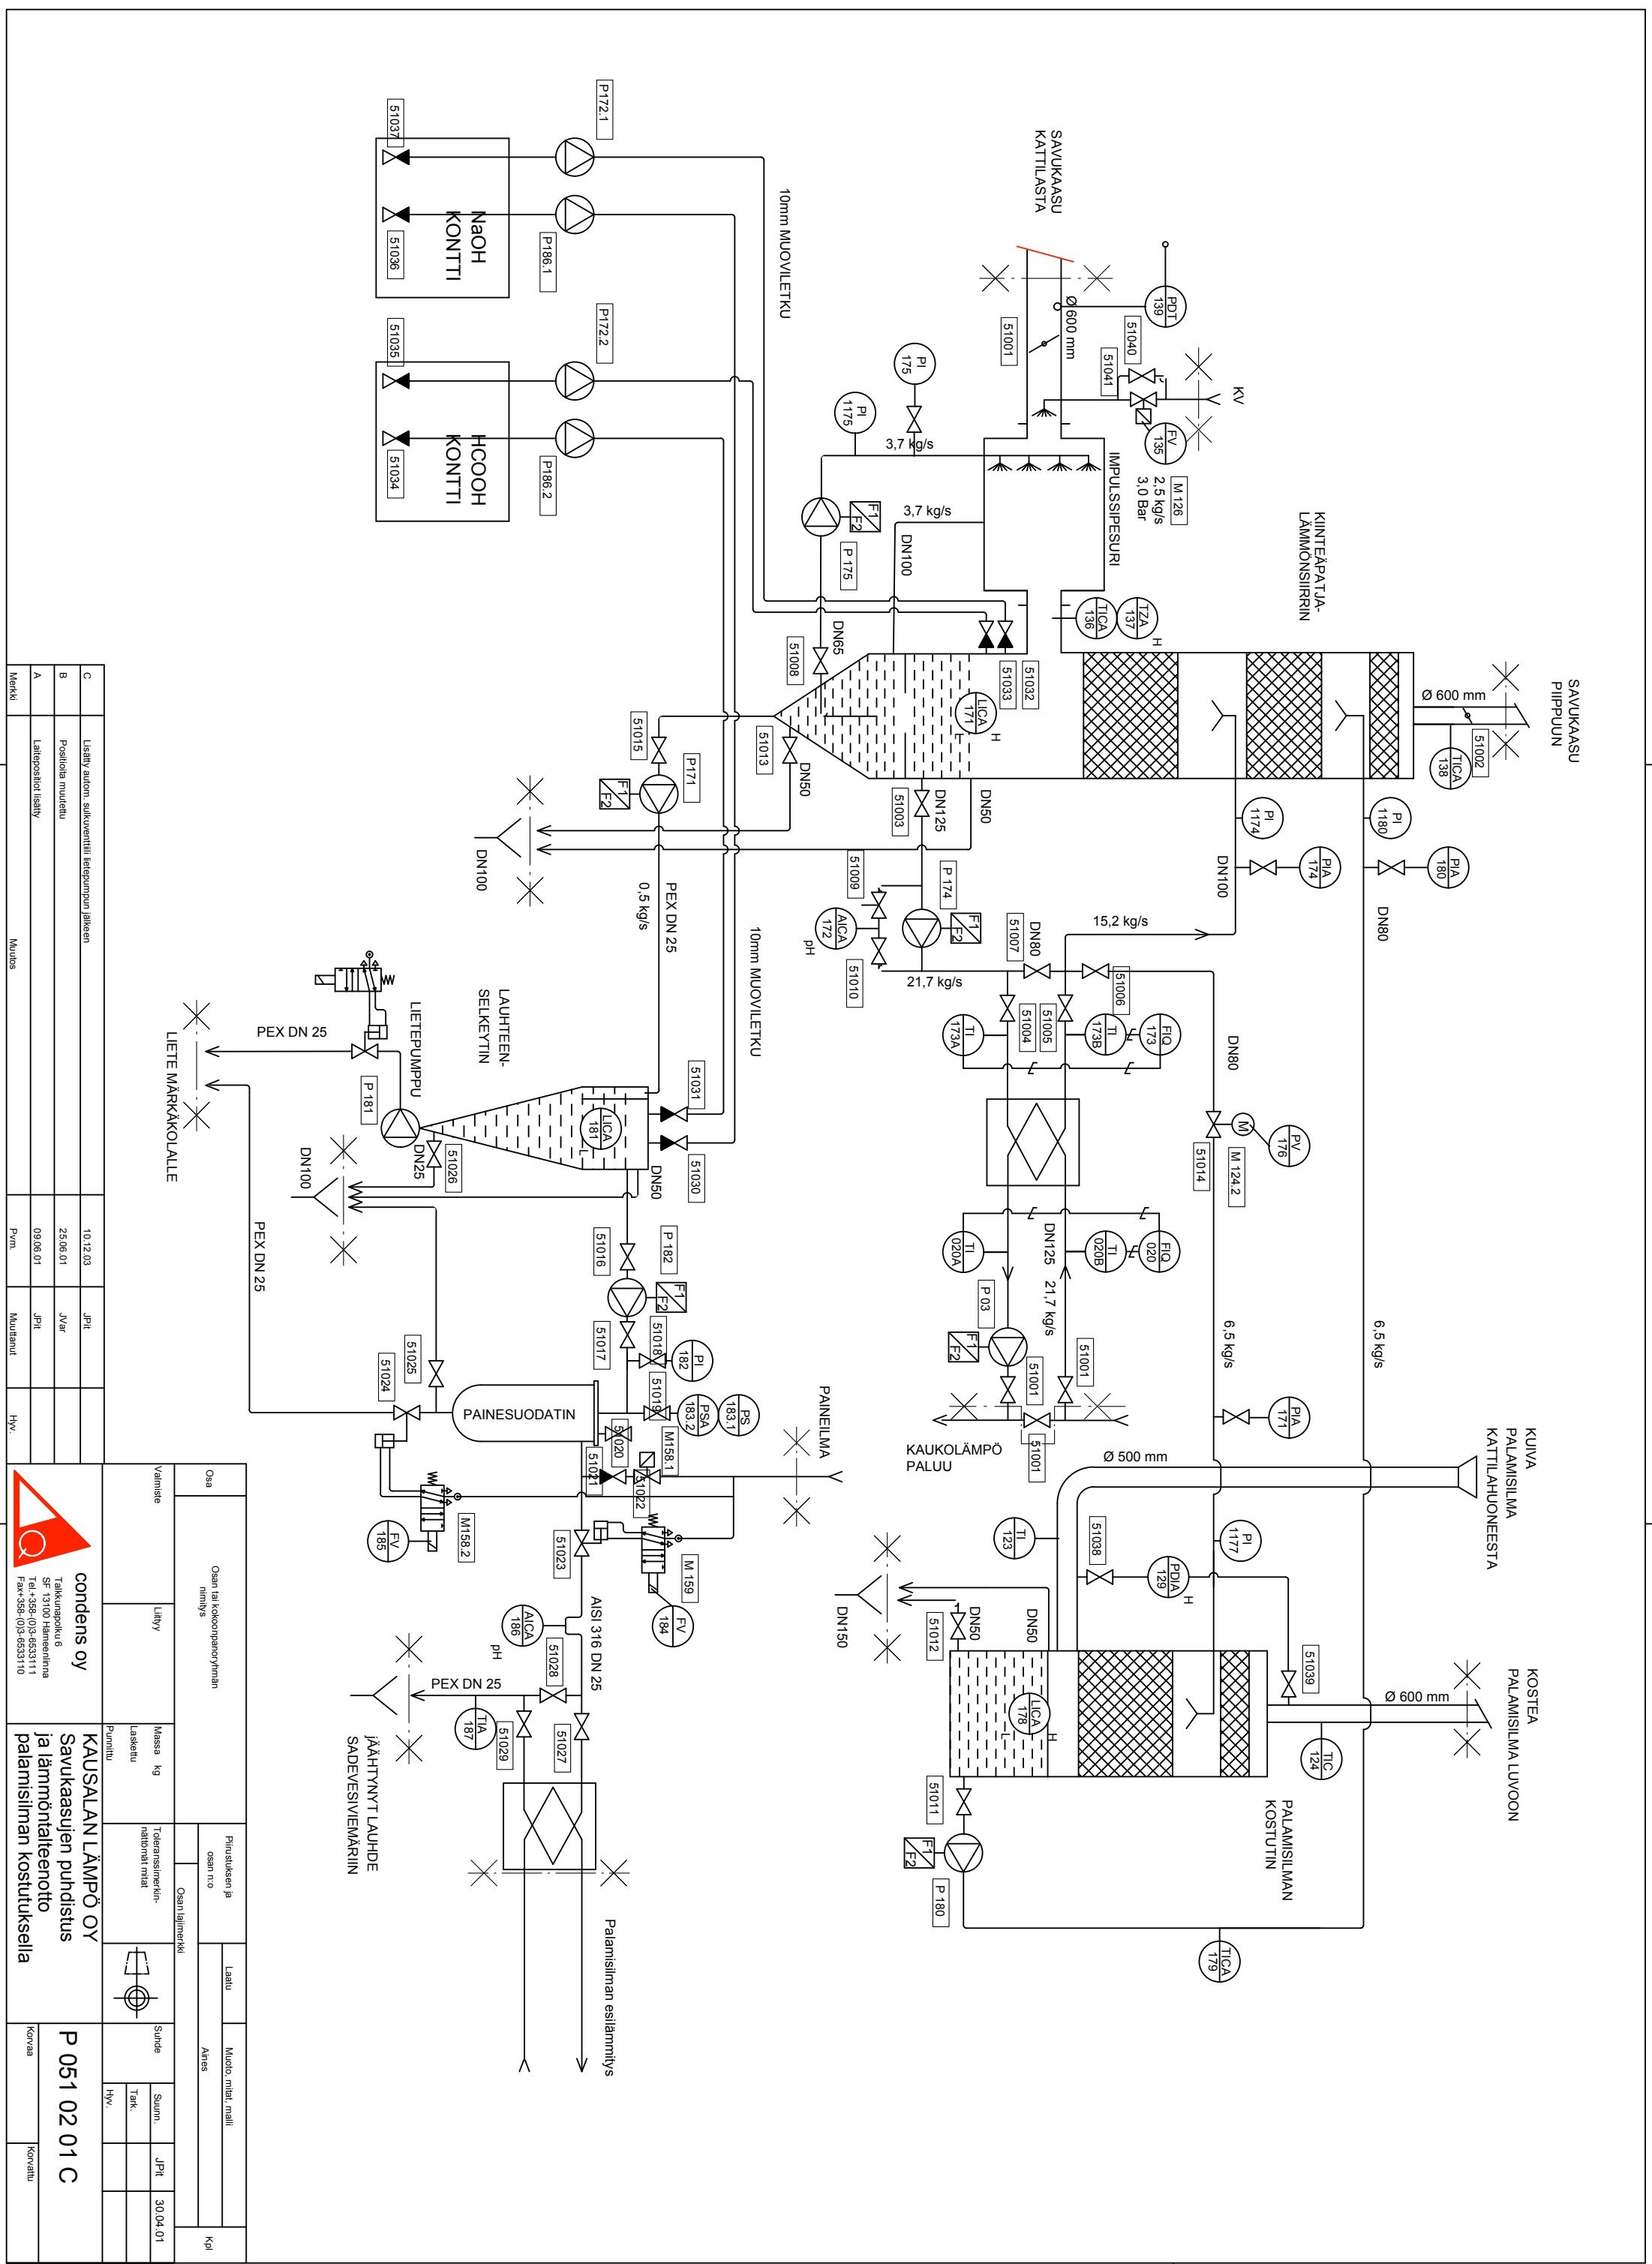 SAVUKAASU
PIIPPUUN
Ø 600 mm
51002
TICA
138
KIINTEÄPATJA-
LÄMMÖNSIIRRIN
KV
51040
51041
FV
135
M 126
2,5 kg/s
3,0 Bar
PDT
139
SAVUKAASU
KATTILASTA
Ø 600 mm
51001
IMPULSSIPESURI
TZA
137
TICA
136
H
PI
175
PI
1175
3,7 kg/s
3,7 kg/s
DN100
F1
F2
P 175
DN65
51008
51032
51033
LICA
171
H
L
PI
1180
PIA
180
PI
1174
PIA
174
DN100
DN80
15,2 kg/s
6,5 kg/s
DN50
DN125
51003
51013
DN50
51015
P171
F1
F2
DN100
PEX DN 25
0,5 kg/s
51009
AICA
172
pH
51010
P 174
F1
F2
21,7 kg/s
51007
DN80
51006
51004
51005
TI
173A
TI
173B
FIQ
173
DN80
PV
176
M
M 124.2
51014
6,5 kg/s
TI
020A
TI
020B
FIQ
020
DN125
21,7 kg/s
P 03
F1
F2
51001
51001
51001
KAUKOLÄMPÖ
PALUU
PIA
171
KUIVA
PALAMISILMA
KATTILAHUONEESTA
Ø 500 mm
TI
123
51038
PDIA
129
H
PI
1177
51039
KOSTEA
PALAMISILMA LUVOON
Ø 600 mm
TIC
124
PALAMISILMAN
KOSTUTIN
LICA
178
H
L
DN50
DN50
51012
DN150
51011
F1
F2
P 180
TICA
179
P172.1
P186.1
51037
51036
NaOH
KONTTI
10mm MUOVILETKU
P172.2
P186.2
51035
51034
HCOOH
KONTTI
10mm MUOVILETKU
LAUHTEEN-
SELKEYTIN
51031
51030
LICA
181
L
DN50
LIETEPUMPPU
P 181
DN25
51026
PEX DN 25
LIETE MÄRKÄKOLALLE
DN100
PEX DN 25
51016
P 182
F1
F2
51017
51018
PI
182
51019
PSA
183.2
PS
183.1
51020
51021
51022
M158.1
PAINEILMA
PAINESUODATIN
51025
51024
M158.2
FV
185
51023
M 159
FV
184
AISI 316 DN 25
AICA
186
pH
51028
51027
51029
PEX DN 25
TIA
187
jÄÄHTYNYT LAUHDE
SADEVESIVIEMÄRIIN
Palamisilman esilämmitys
C
Lisätty autom. sulkuventtiili lietepumpun jälkeen
10.12.03
JPit
B
Positioita muutettu
25.06.01
JVar
A
Laitepositiot lisätty
09.06.01
JPit
Merkki
Muutos
Pvm.
Muuttanut
Hyv.
Osa
Osan tai kokoonpanoryhmän
nimitys
Piirustuksen ja
osan n:o
Osan lajimerkki
Laatu
Muoto, mitat, malli
Aines
Kpl
Valmiste
Liittyy
Massa kg
Laskettu
Punnittu
Toleranssimerkin-
nättömät mitat
Suhde
Suunn.
JPit
30.04.01
Tark.
Hyv.
Q
condens oy
Talkkunapolku 6
SF 13100 Hämeenlinna
Tel.+358-(0)3-6533111
Fax+358-(0)3-6533110
KAUSALAN LÄMPÖ OY
Savukaasujen puhdistus
ja lämmöntalteenotto
palamisilman kostutuksella
P 051 02 01 C
Korvaa
Korvattu